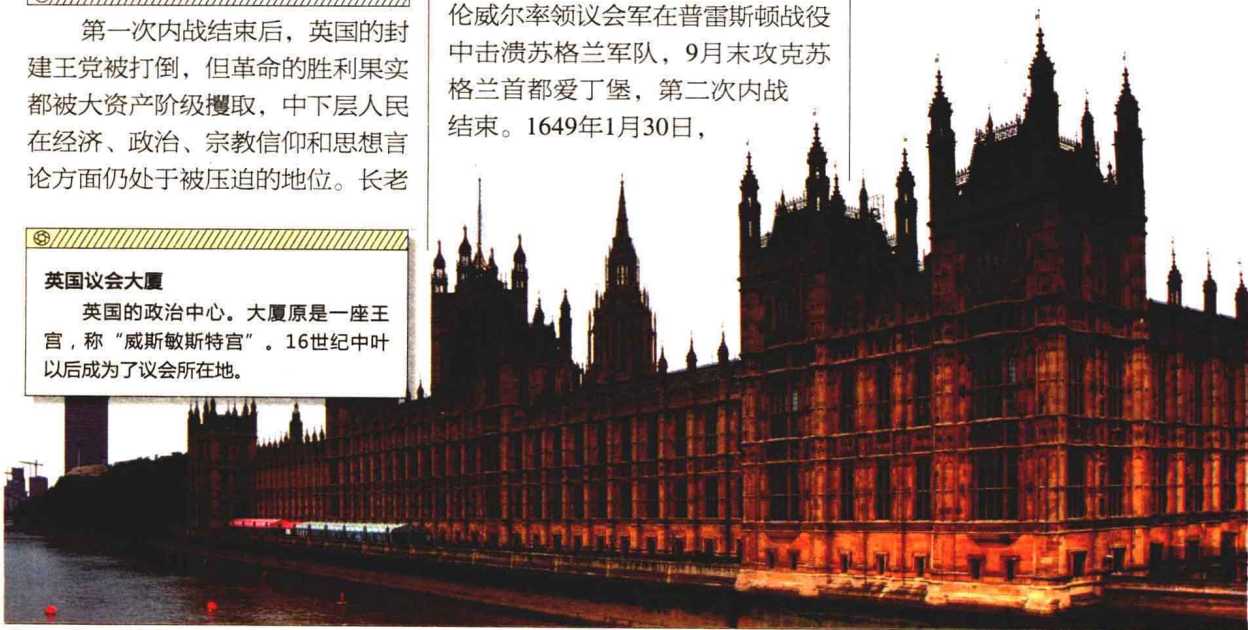 第一次内战结束后，英国的封
建王党被打倒，但革命的胜利果实
都被大资产阶级攫取，中下层人民
在经济、政治、宗教信仰和思想言
论方面仍处于被压迫的地位。长老
英国议会大厦
英国的政治中心。大厦原是一座王
宫，称“威斯敏斯特宫”。16世纪中叶
以后成为了议会所在地。
伦威尔率领议会军在普雷斯顿战役
中击溃苏格兰军队，9月末攻克苏
格兰首都爱丁堡，第二次内战
结束。1649年1月30日，